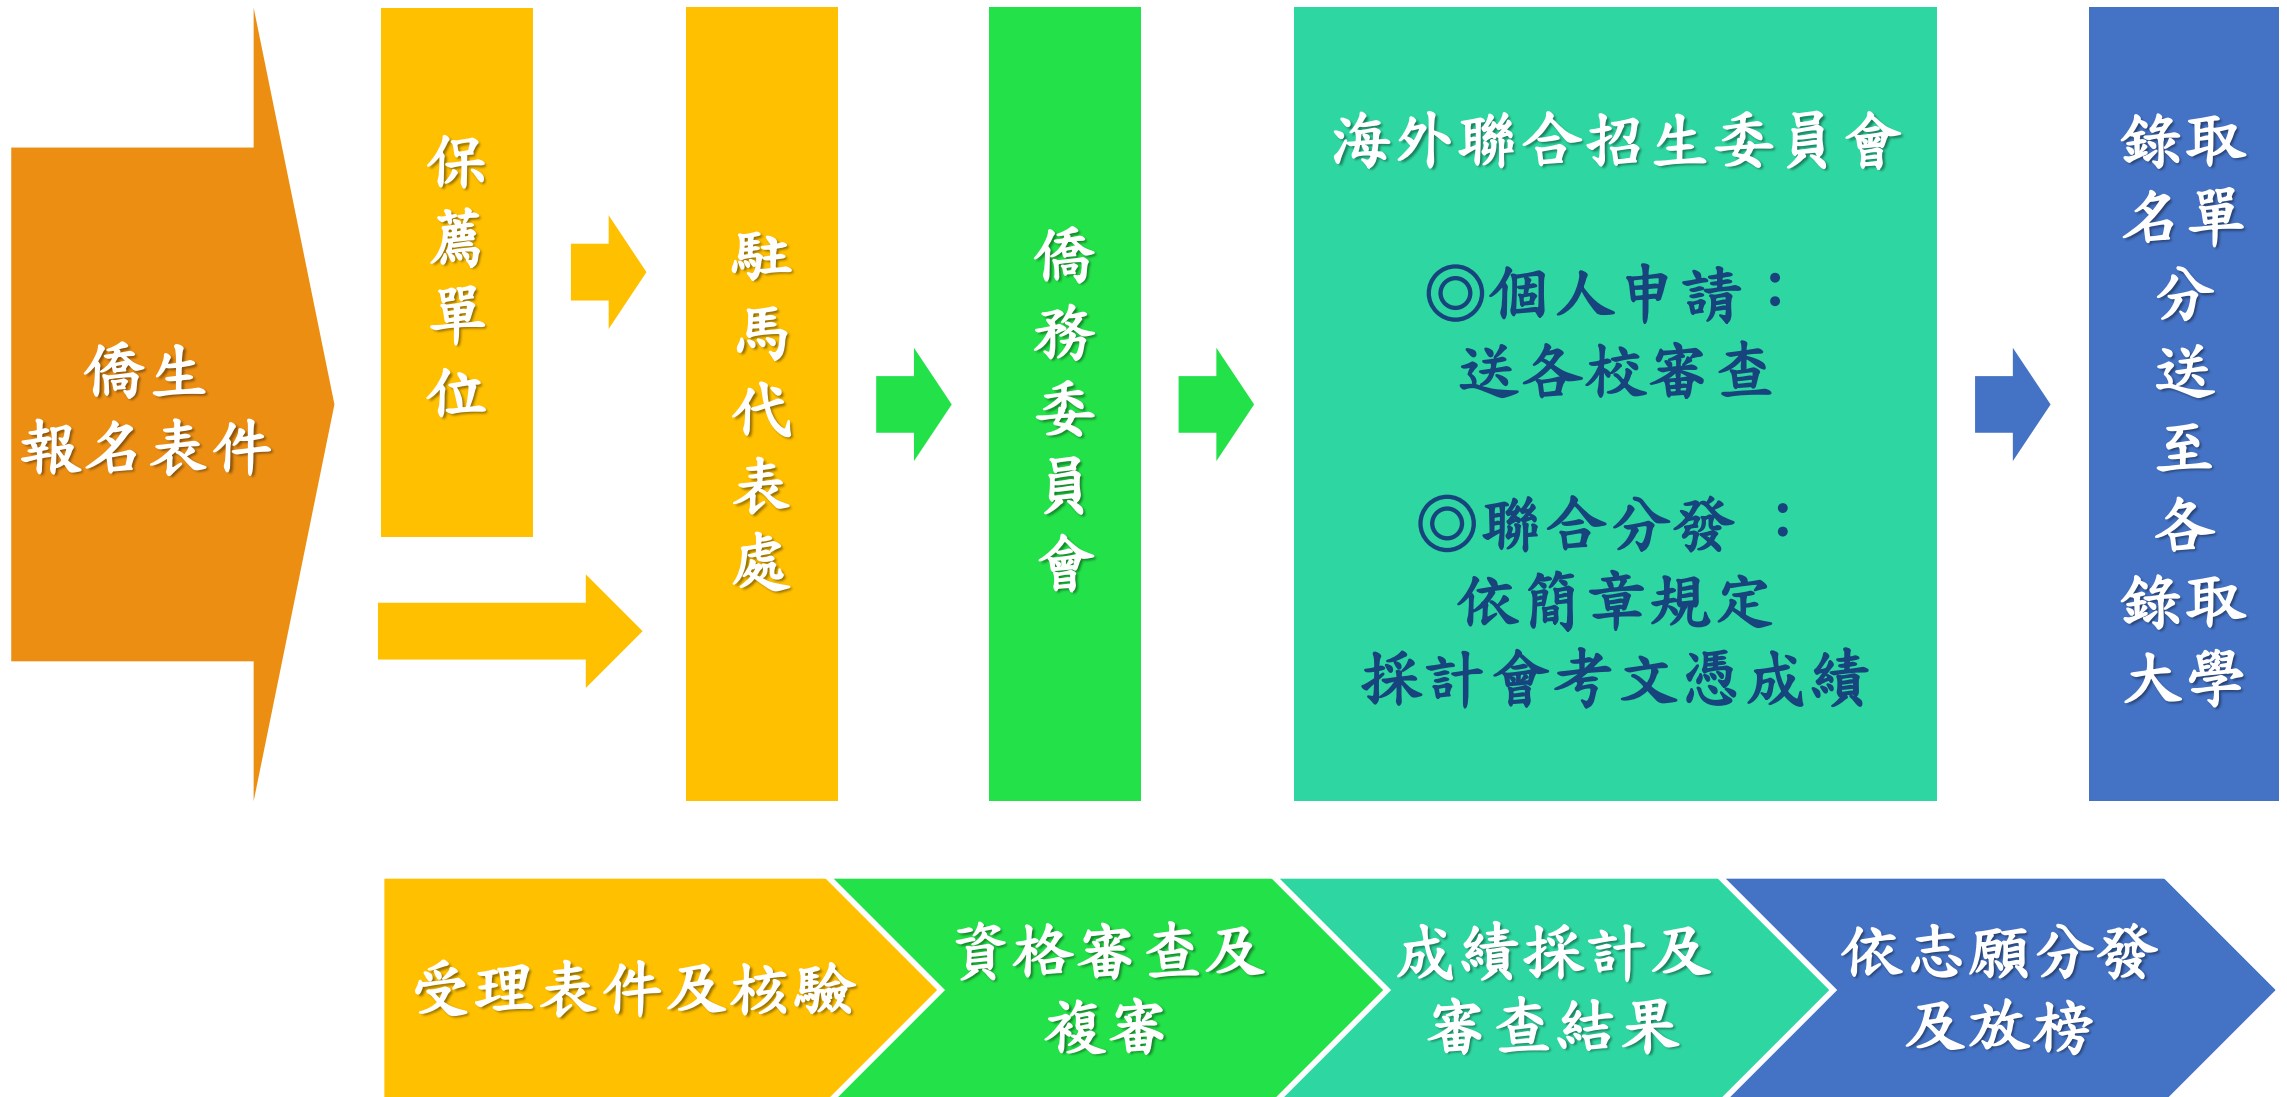 僑生
報名表件
保薦單位
駐馬代表處
僑務委員會
海外聯合招生委員會
◎個人申請：
送各校審查
◎聯合分發：
依簡章規定
採計會考文憑成績
錄取
名單
分
送
至
各
錄取
大學
受理表件及核驗
資格審查及
複審
成績採計及
審查結果
依志願分發
及放榜